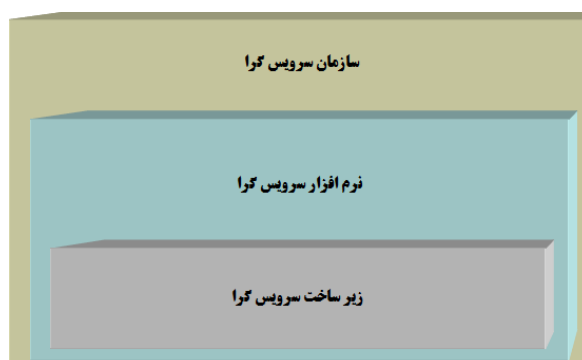 سازمان سرویس گرا
نرم افزار سرویس گرا
زیر ساخت سرویس گرا